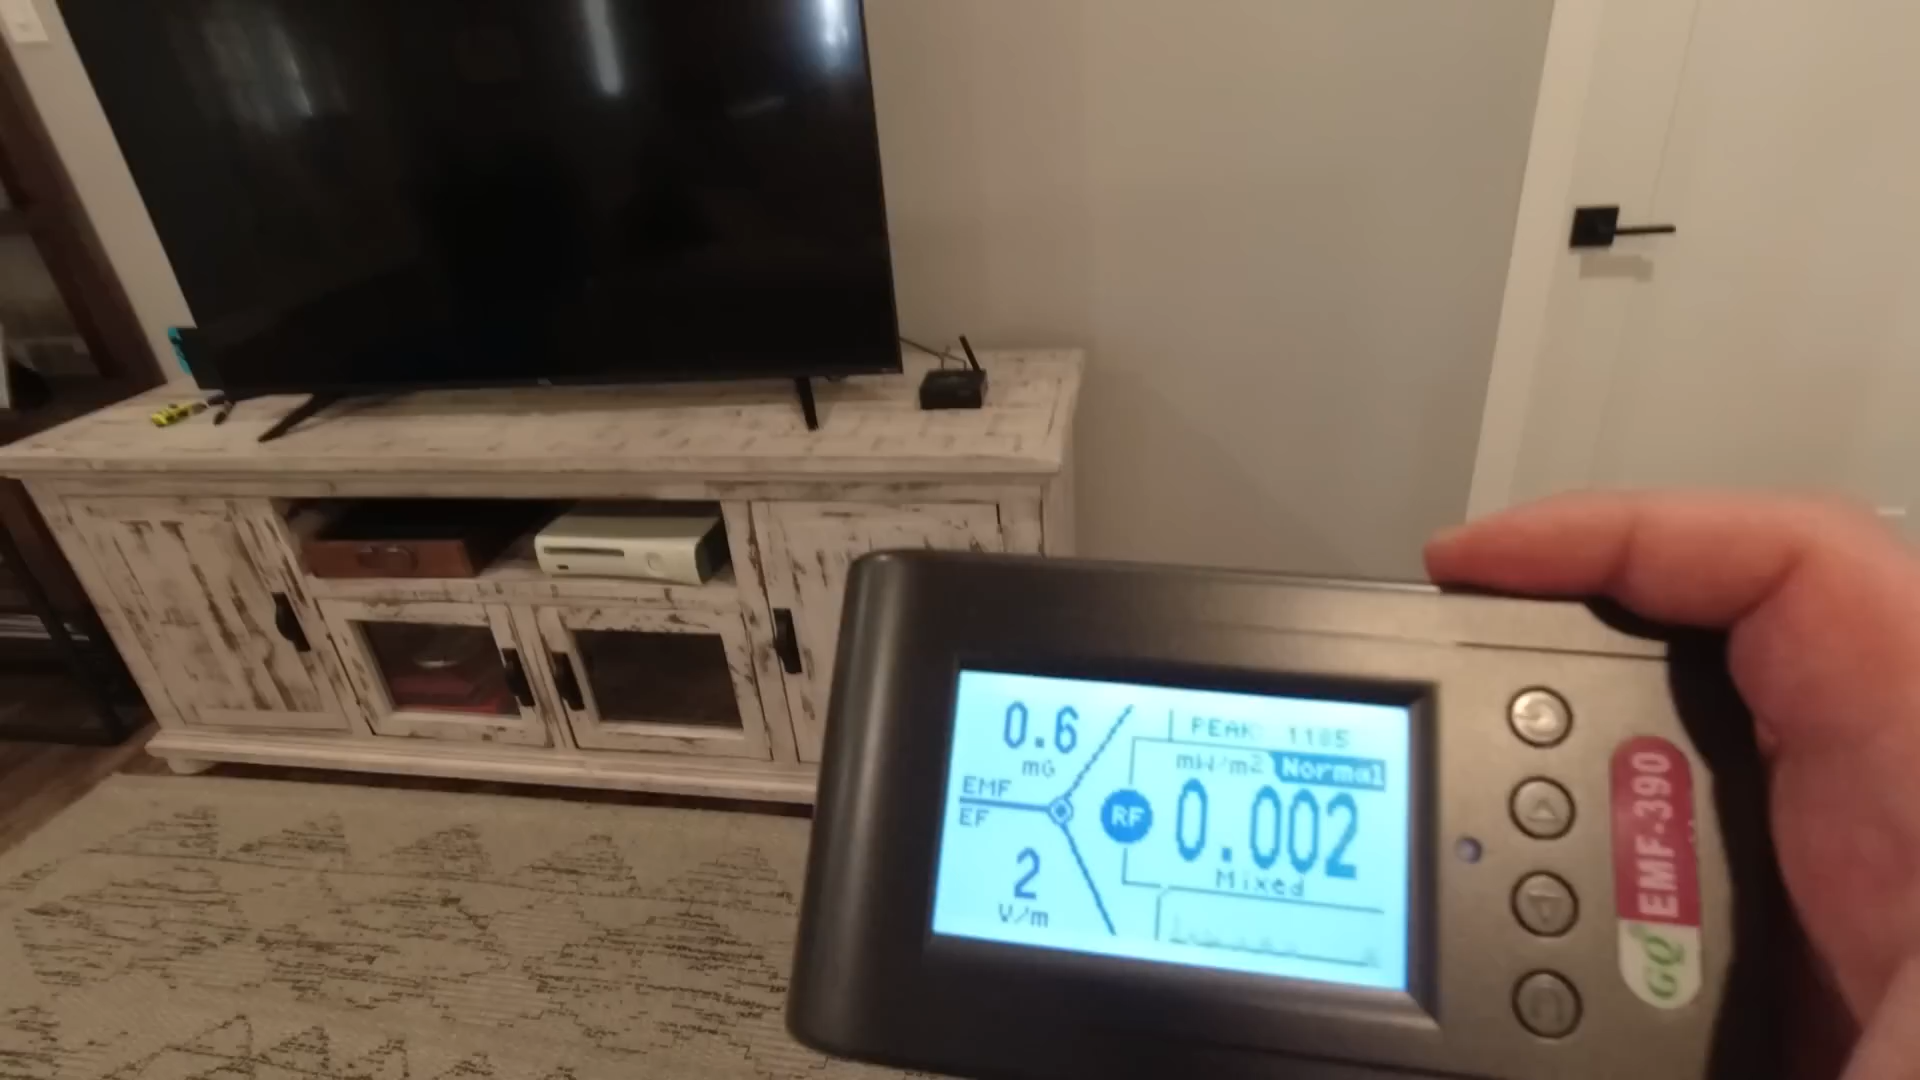 0.6
mG
EMF
EF
2
V/m
PEAK: 1185
mW/m2 Normal
RF
0.002
Mixed
EMF-390
GQ